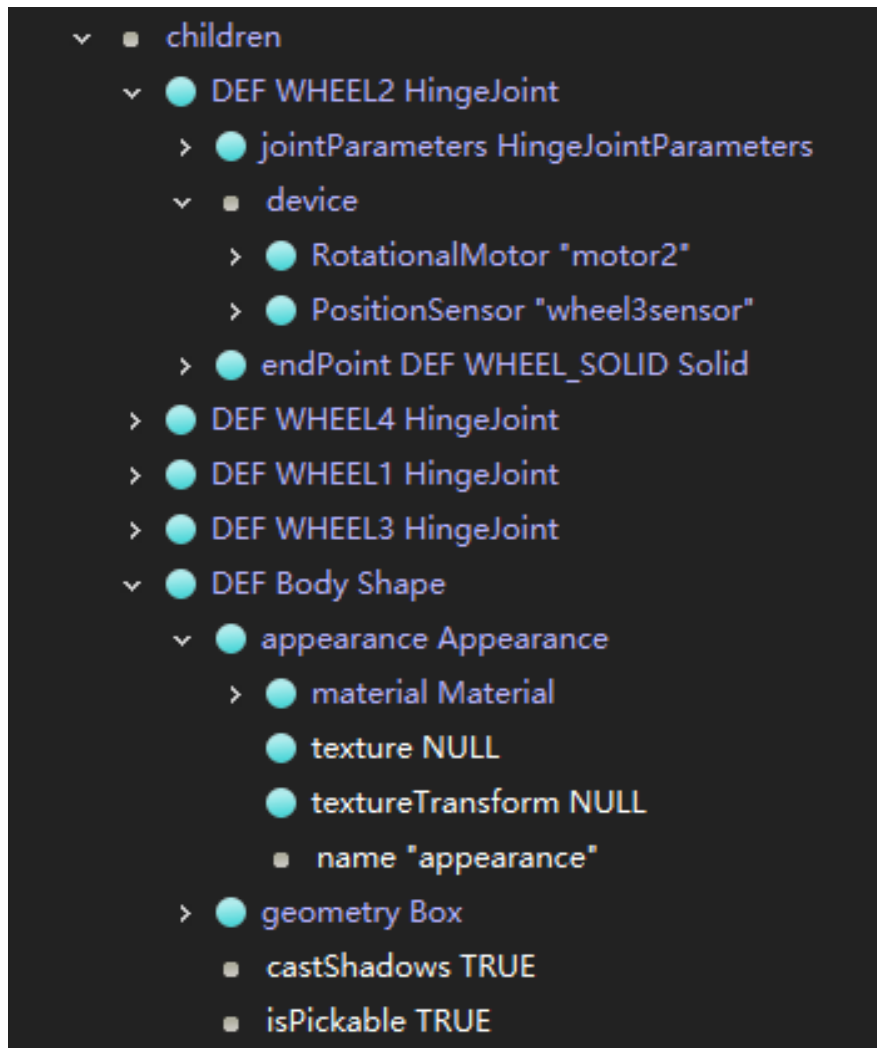 children
DEF WHEEL2 HingeJoint
jointParameters HingeJointParameters
device
RotationalMotor "motor2"
PositionSensor "wheel3sensor"
endPoint DEF WHEEL_SOLID Solid
DEF WHEEL4 HingeJoint
DEF WHEEL1 HingeJoint
DEF WHEEL3 HingeJoint
DEF Body Shape
appearance Appearance
material Material
texture NULL
textureTransform NULL
name "appearance"
geometry Box
castShadows TRUE
isPickable TRUE